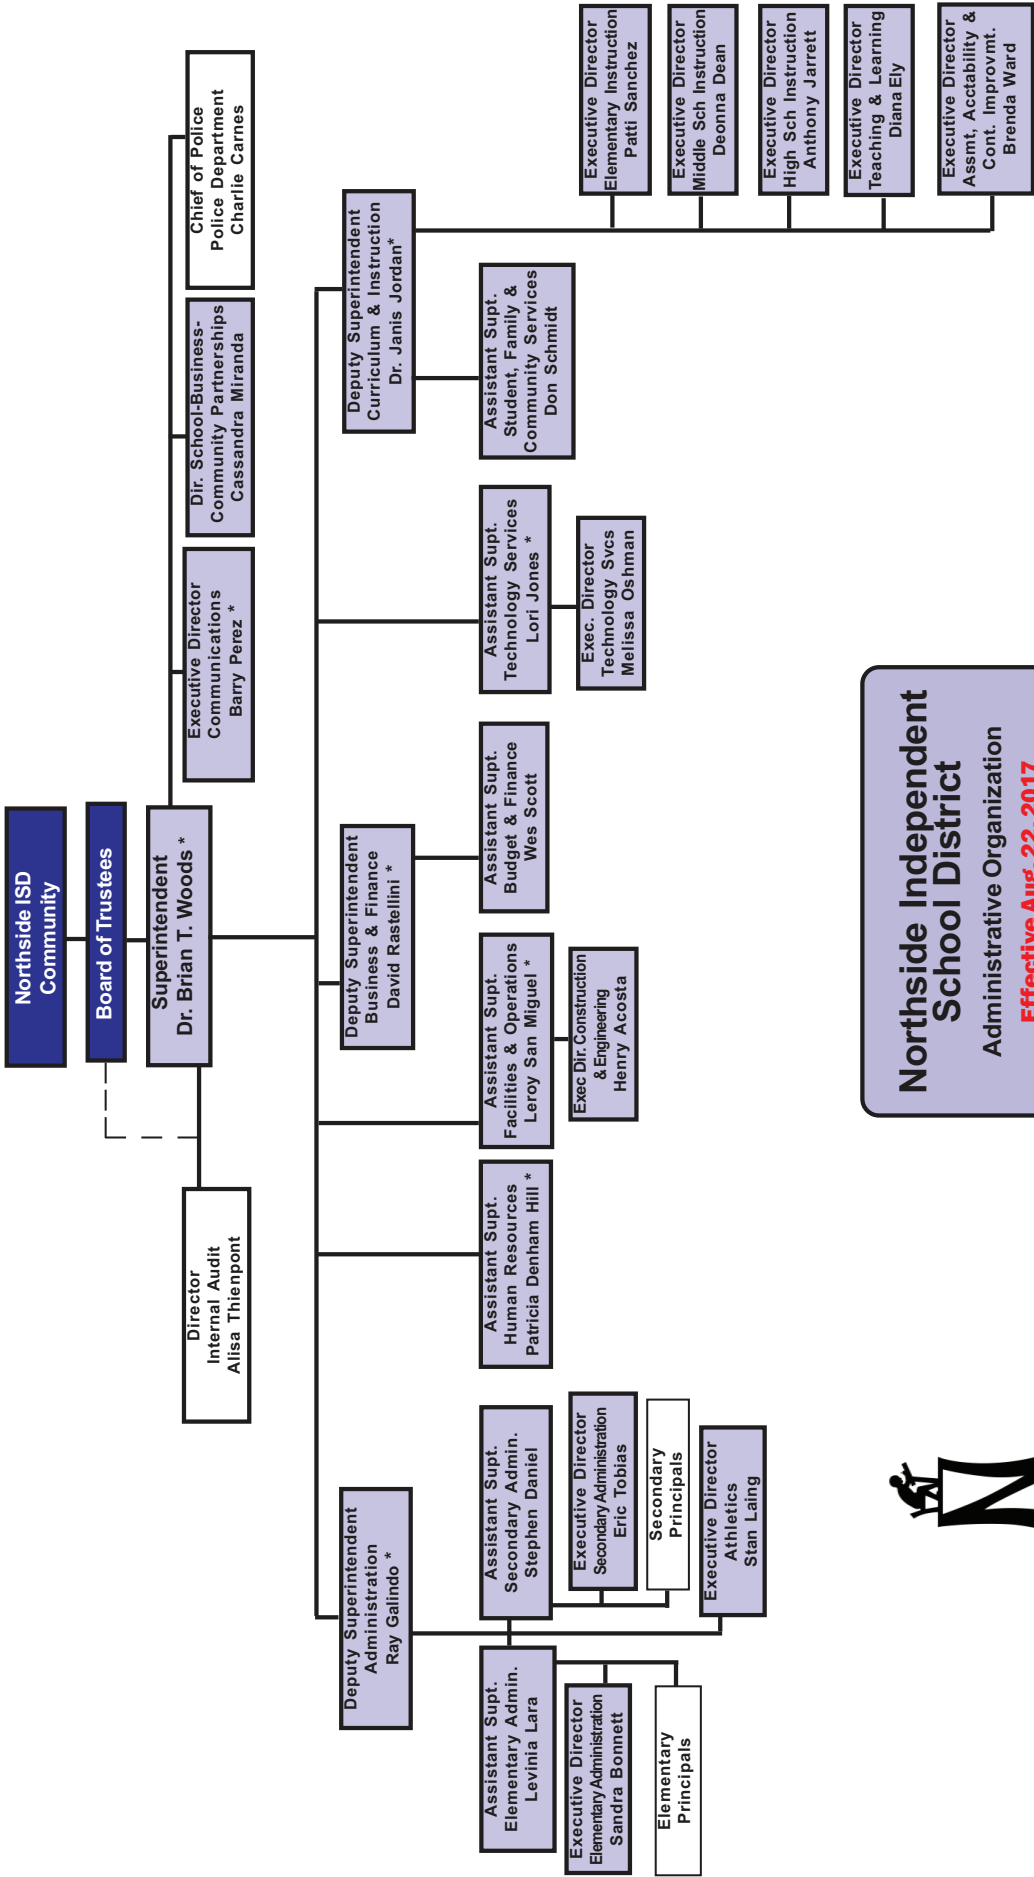 Northside ISD
Community
Board of Trustees
Superintendent
Dr. Brian T. Woods *
Director
Internal Audit
Alisa Thienpont
Executive Director
Communications
Barry Perez *
Dir. School-Business-
Community Partnerships
Cassandra Miranda
Chief of Police
Police Department
Charlie Carnes
Deputy Superintendent
Administration
Ray Galindo *
Deputy Superintendent
Business & Finance
David Rastellini *
Deputy Superintendent
Curriculum & Instruction
Dr. Janis Jordan*
Assistant Supt.
Elementary Admin.
Levinia Lara
Assistant Supt.
Secondary Admin.
Stephen Daniel
Assistant Supt.
Human Resources
Patricia Denham Hill *
Assistant Supt.
Facilities & Operations
Leroy San Miguel *
Assistant Supt.
Budget & Finance
Wes Scott
Assistant Supt.
Technology Services
Lori Jones *
Assistant Supt.
Student, Family &
Community Services
Don Schmidt
Executive Director
Elementary Administration
Sandra Bonnett
Elementary
Principals
Executive Director
Secondary Administration
Eric Tobias
Secondary
Principals
Executive Director
Athletics
Stan Laing
Exec Dir. Construction
& Engineering
Henry Acosta
Exec. Director
Technology Svcs
Melissa Oshman
Executive Director
Elementary Instruction
Patti Sanchez
Executive Director
Middle Sch Instruction
Deonna Dean
Executive Director
High Sch Instruction
Anthony Jarrett
Executive Director
Teaching & Learning
Diana Ely
Executive Director
Assmt, Acctability &
Cont. Improvmt.
Brenda Ward
N
Northside Independent
School District
Administrative Organization
Effective Aug. 22, 2017